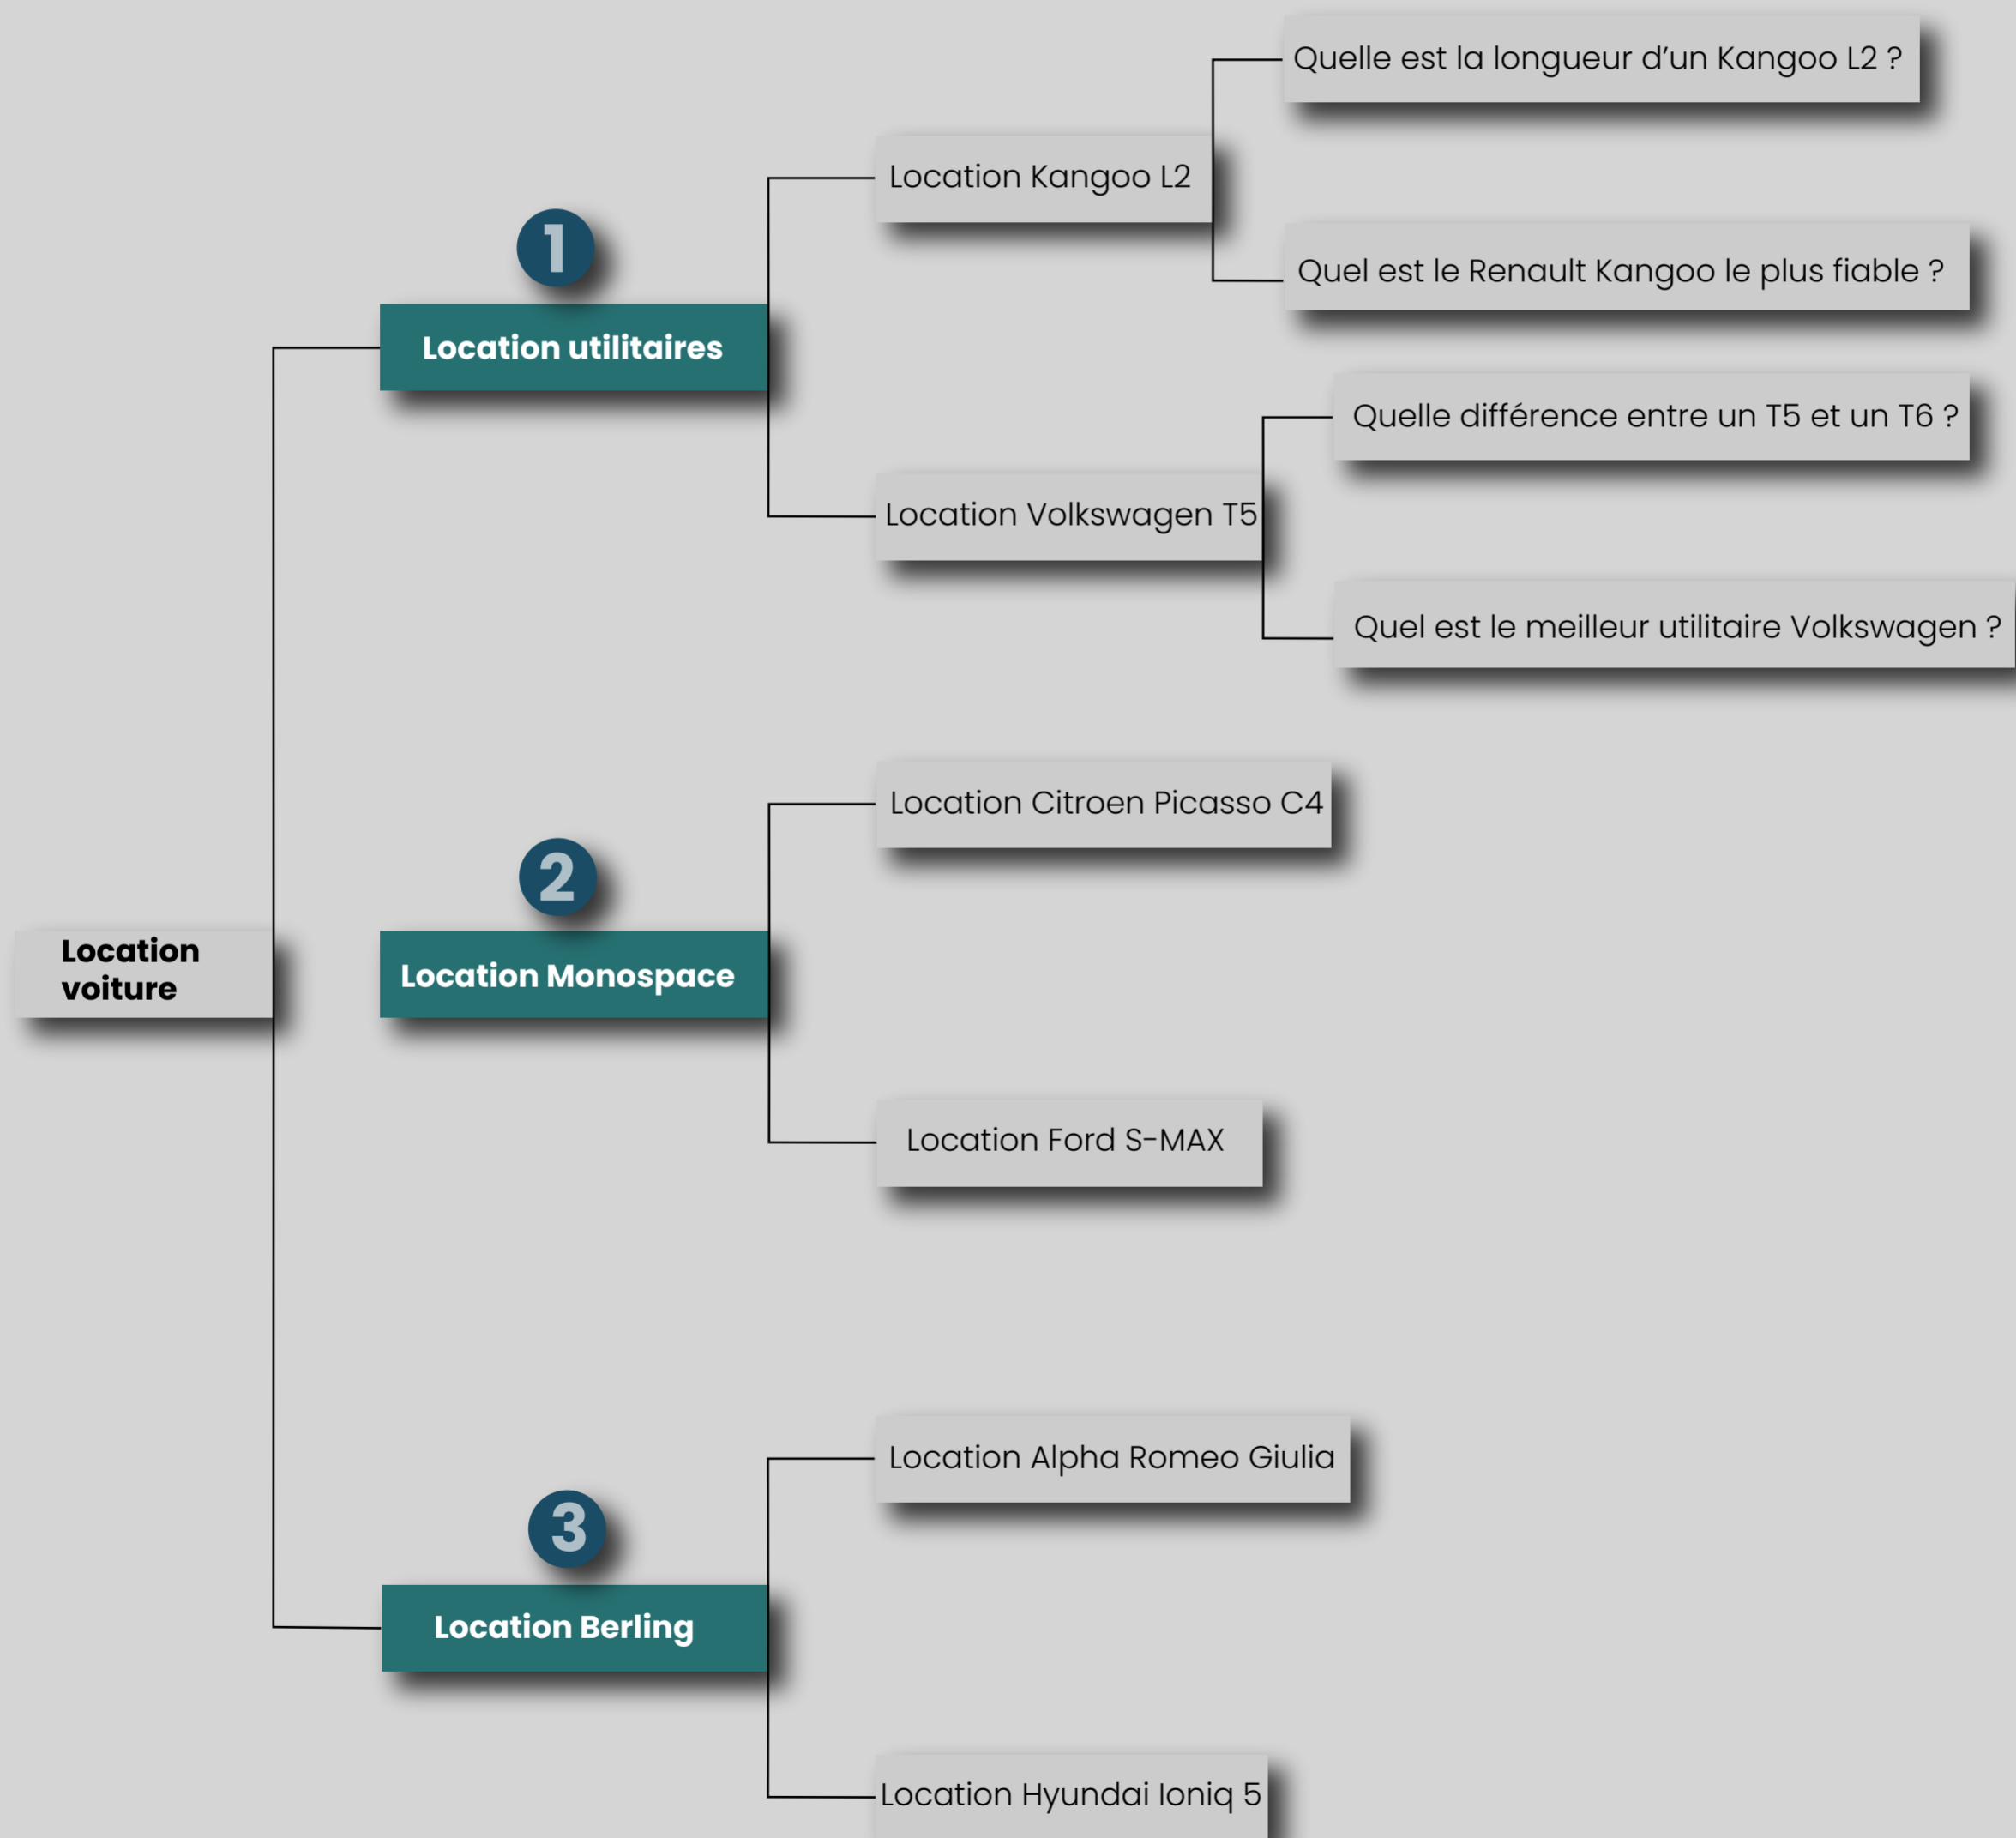 Quelle est la longueur d’un Kangoo L2 ?
Location Kangoo L2
1
Quel est le Renault Kangoo le plus fiable ?
Location utilitaires
Quelle différence entre un T5 et un T6 ?
Location Volkswagen T5
Quel est le meilleur utilitaire Volkswagen ?
Location Citroen Picasso C4
2
Location
voiture
Location Monospace
Location Ford S-MAX
Location Alpha Romeo Giulia
3
Location Berling
Location Hyundai Ioniq 5